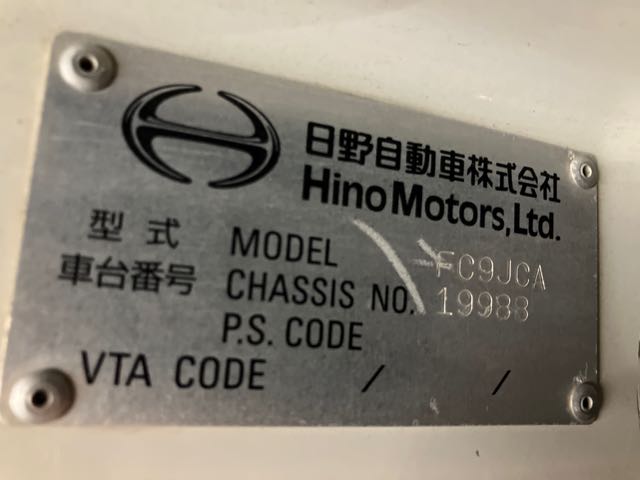 日野自動車株式会社
Hino Motors, Ltd.
型式 MODEL -FC9JCA
車台番号 CHASSIS NO. 19988
P.S. CODE
VTA CODE / /